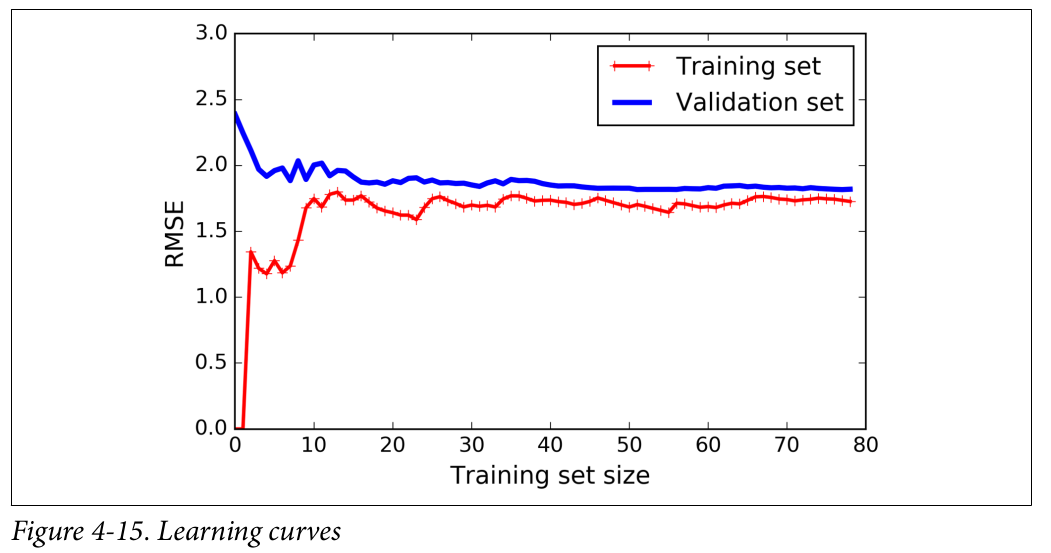 3.0
2.5
2.0
1.5
1.0
0.5
0.0
RMSE
Training set
Validation set
0 10 20 30 40 50 60 70 80
Training set size
Figure 4-15. Learning curves